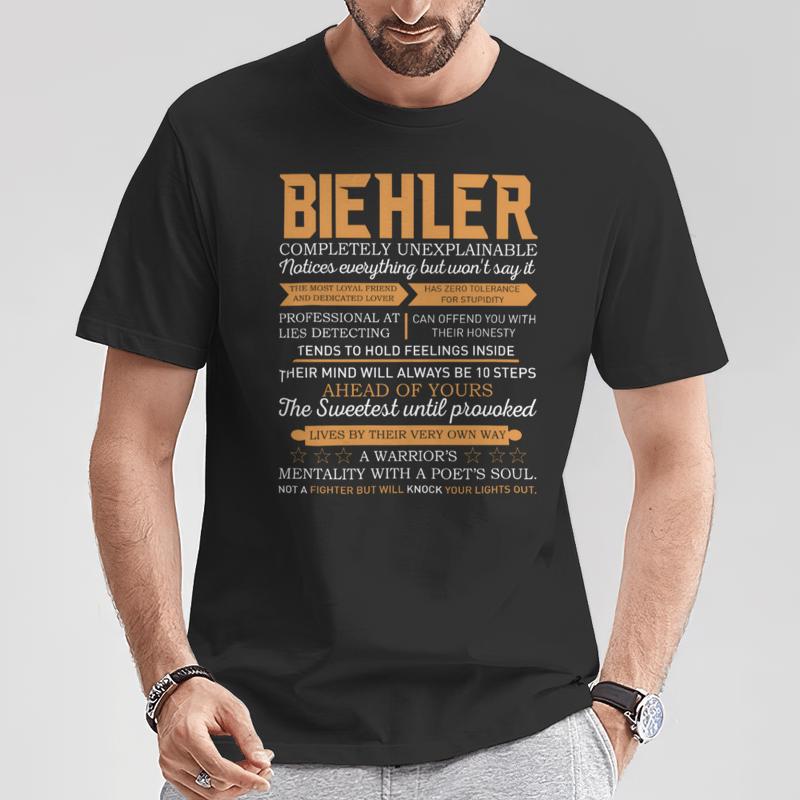 BIEHLER
COMPLETELY UNEXPLAINABLE
Notices everything but won't say it
THE MOST LOYAL FRIEND
AND DEDICATED LOVER
HAS ZERO TOLERANCE
FOR STUPIDITY
PROFESSIONAL AT
LIES DETECTING
CAN OFFEND YOU WITH
THEIR HONESTY
TENDS TO HOLD FEELINGS INSIDE
THEIR MIND WILL ALWAYS BE 10 STEPS
AHEAD OF YOURS
The Sweetest until provoked
LIVES BY THEIR VERY OWN WAY
A WARRIOR'S
MENTALITY WITH A POET'S SOUL.
NOT A FIGHTER BUT WILL KNOCK YOUR LIGHTS OUT.